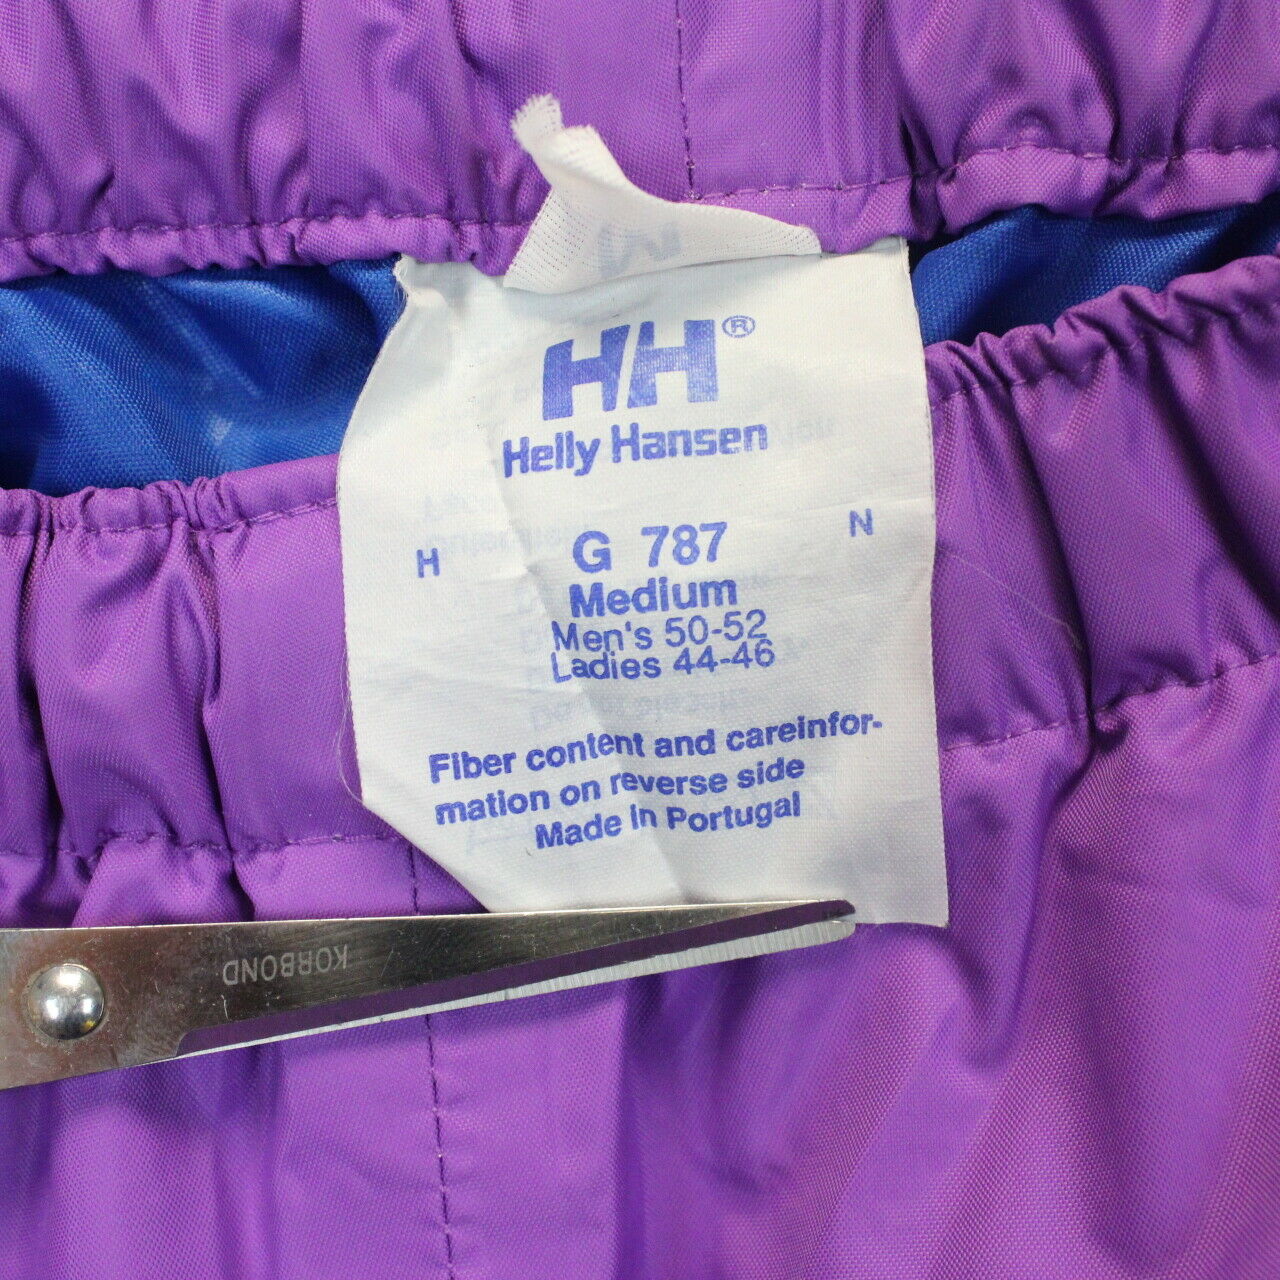 M
HH®
Helly Hansen
H G 787 N
Medium
Men's 50-52
Ladies 44-46
Fiber content and careinfor-
mation on reverse side
Made in Portugal
KORBOND